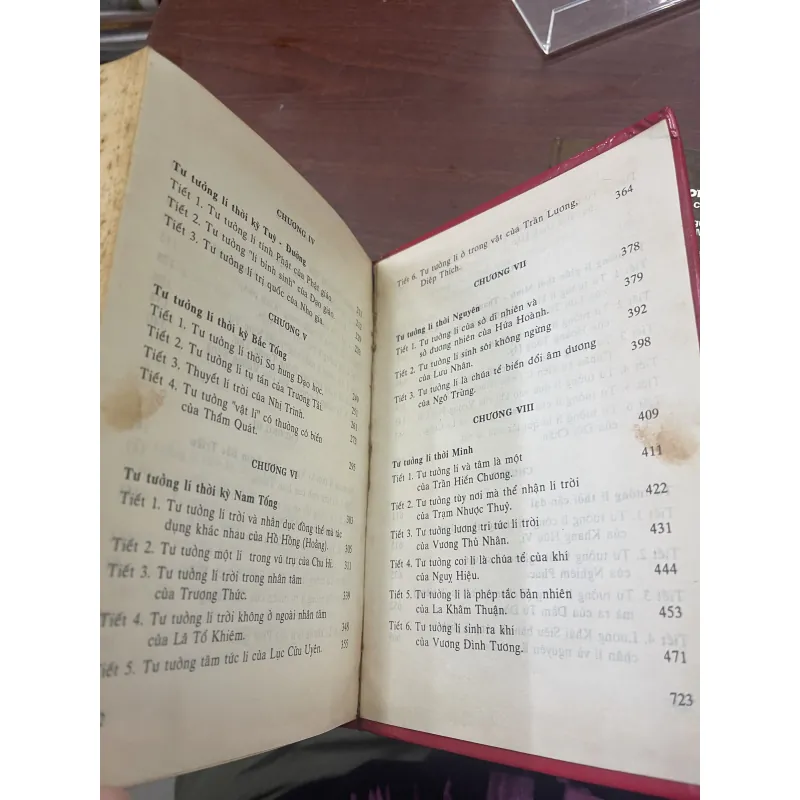 CHƯƠNG IV
Tư tưởng lí thời kỳ Tuỳ - Đường
Tiết 1. Tư tưởng lí tính Phật của Phật giáo.
Tiết 2. Tư tưởng "lí bình sinh" của Đạo giáo.
Tiết 3. Tư tưởng lí trị quốc của Nho gia.
CHƯƠNG V
Tư tưởng lí thời kỳ Bắc Tống
Tiết 1. Tư tưởng lí thời Sơ hưng Đạo học. 249
Tiết 2. Tư tưởng lí tụ tán của Trương Tải. 251
Tiết 3. Thuyết lí trời của Nhị Trình. 261
Tiết 4. Tư tưởng "vật lí" có thường có biến 270
của Thẩm Quát.
295
CHƯƠNG VI
Tư tưởng lí thời kỳ Nam Tống
303
Tiết 1. Tư tưởng lí trời và nhân dục đồng thể mà tác
dụng khác nhau của Hồ Hồng (Hoằng). 305
Tiết 2. Tư tưởng một lí trong vũ trụ của Chu Hi. 311
Tiết 3. Tư tưởng lí trời trong nhân tâm
của Trương Thức. 339
Tiết 4. Tư tưởng lí trời không ở ngoài nhân tâm
của Lã Tổ Khiêm. 348
Tiết 5. Tư tưởng tâm tức lí của Lục Cửu Uyên. 355
364
Tiết 6. Tư tưởng lí ở trong vật của Trần Lương,
Diệp Thích.
378
CHƯƠNG VII
Tư tưởng lí thời Nguyên 379
Tiết 1. Tư tưởng lí của sở dĩ nhiên và
sở đương nhiên của Hứa Hoành. 392
Tiết 2. Tư tưởng lí sinh sôi không ngừng
của Lưu Nhân. 398
Tiết 3. Tư tưởng lí là chúa tể biến đổi âm dương
của Ngô Trừng.
CHƯƠNG VIII
409
Tư tưởng lí thời Minh 411
Tiết 1. Tư tưởng lí và tâm là một
của Trần Hiến Chương.
Tiết 2. Tư tưởng tùy nơi mà thể nhận lí trời 422
của Trạm Nhược Thuỷ.
Tiết 3. Tư tưởng lương tri tức lí trời 431
của Vương Thủ Nhân.
Tiết 4. Tư tưởng coi lí là chúa tể của khí 444
của Nguỵ Hiệu.
Tiết 5. Tư tưởng lí là phép tắc bản nhiên
của La Khâm Thuận. 453
Tiết 6. Tư tưởng lí sinh ra khí
của Vương Đình Tương. 471
723